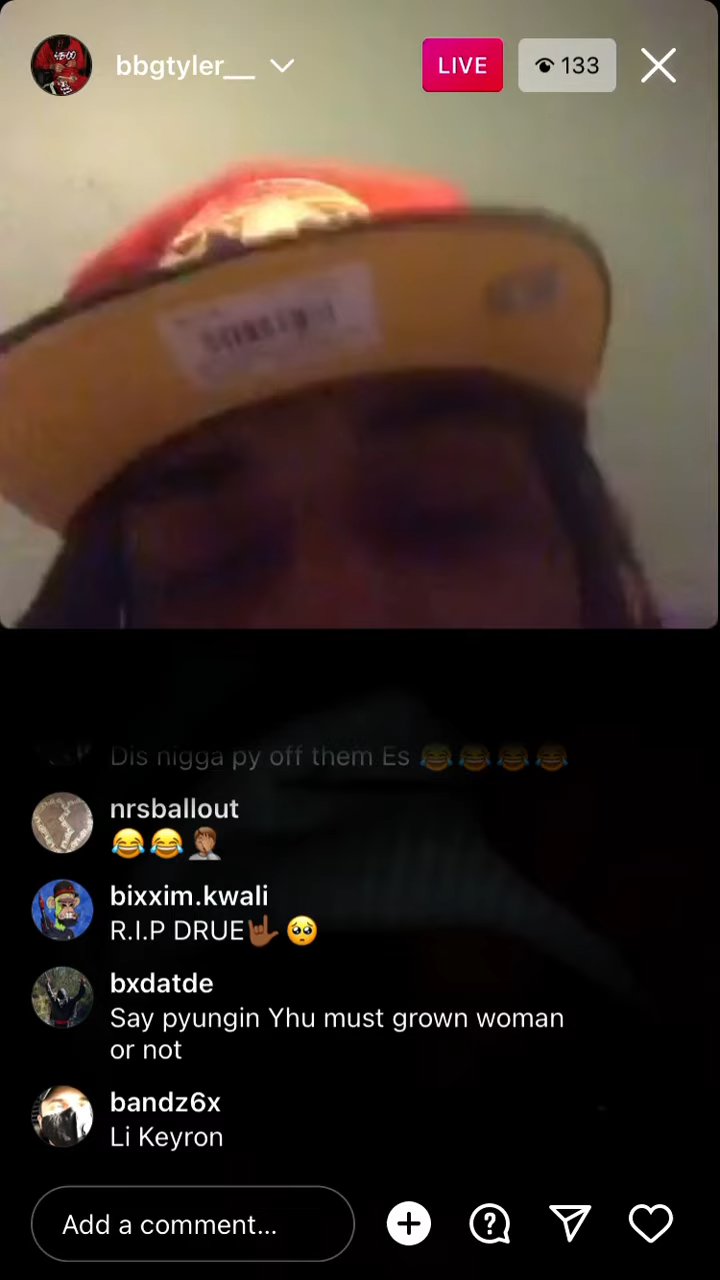 bbgtyler__
LIVE
133
Dis nigga py off them Es 😂😂😂😂
nrsballout
😂😂🤦🏽
bixxim.kwali
R.I.P DRUE🤟🏾🥺
bxdatde
Say pyungin Yhu must grown woman
or not
bandz6x
Li Keyron
Add a comment...